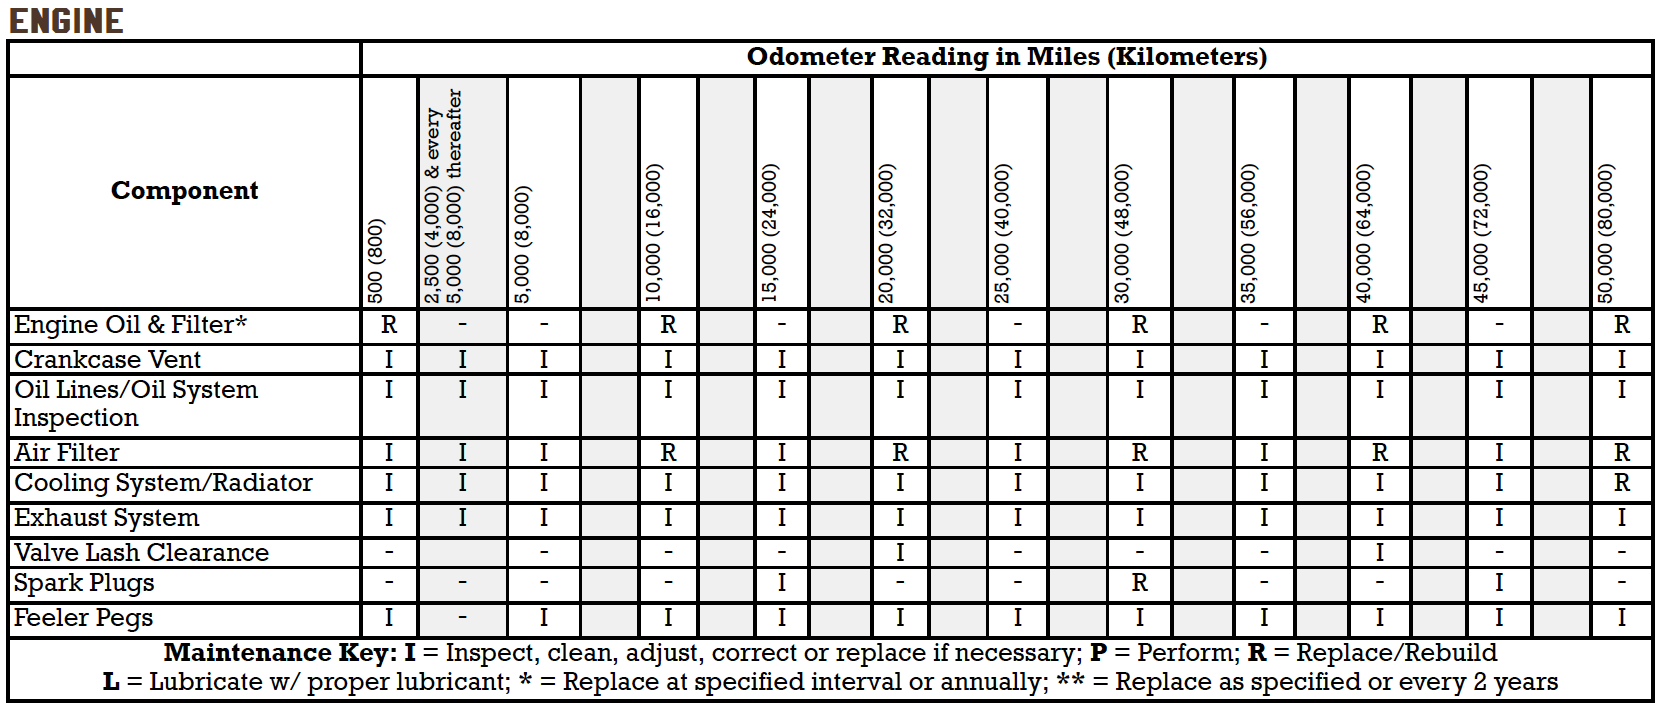 ENGINE
Odometer Reading in Miles (Kilometers)
Component
500 (800)
2,500 (4,000) & every
5,000 (8,000) thereafter
5,000 (8,000)
10,000 (16,000)
15,000 (24,000)
20,000 (32,000)
25,000 (40,000)
30,000 (48,000)
35,000 (56,000)
40,000 (64,000)
45,000 (72,000)
50,000 (80,000)
Engine Oil & Filter* R - - R - R - R - R - R
Crankcase Vent I I I I I I I I I I I I
Oil Lines/Oil System I I I I I I I I I I I I
Inspection
Air Filter I I I R I R I R I R I R
Cooling System/Radiator I I I I I I I I I I I R
Exhaust System I I I I I I I I I I I I
Valve Lash Clearance - - - - I - - - I - -
Spark Plugs - - - - I - - R - - I -
Feeler Pegs I - I I I I I I I I I I
Maintenance Key: I = Inspect, clean, adjust, correct or replace if necessary; P = Perform; R = Replace/Rebuild
L = Lubricate w/ proper lubricant; * = Replace at specified interval or annually; ** = Replace as specified or every 2 years